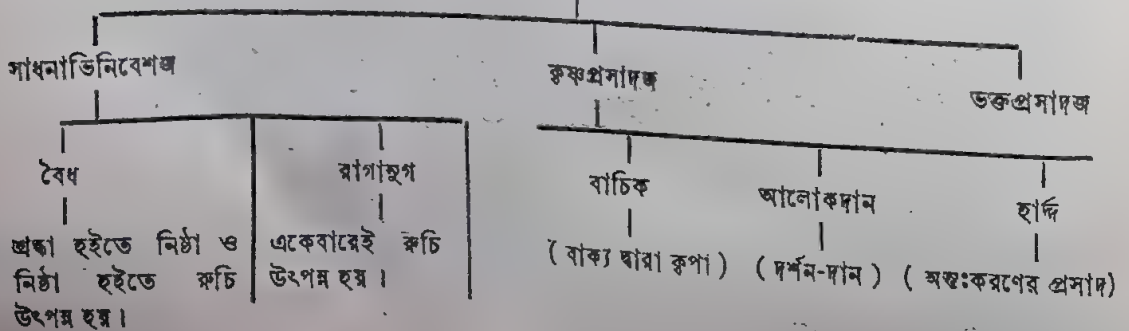 সাধনাভিনিবেশজ
কৃষ্ণপ্রসাদজ
ভক্তপ্রসাদজ
বৈধ
রাগানুগ
বাচিক
আলোকদান
হার্দ্দ
শ্রদ্ধা হইতে নিষ্ঠা ও
নিষ্ঠা হইতে রুচি
উৎপন্ন হয়।
একেবারেই রুচি
উৎপন্ন হয়।
( বাক্য দ্বারা কৃপা )
( দর্শন-দান )
( অন্তঃকরণের প্রসাদ )